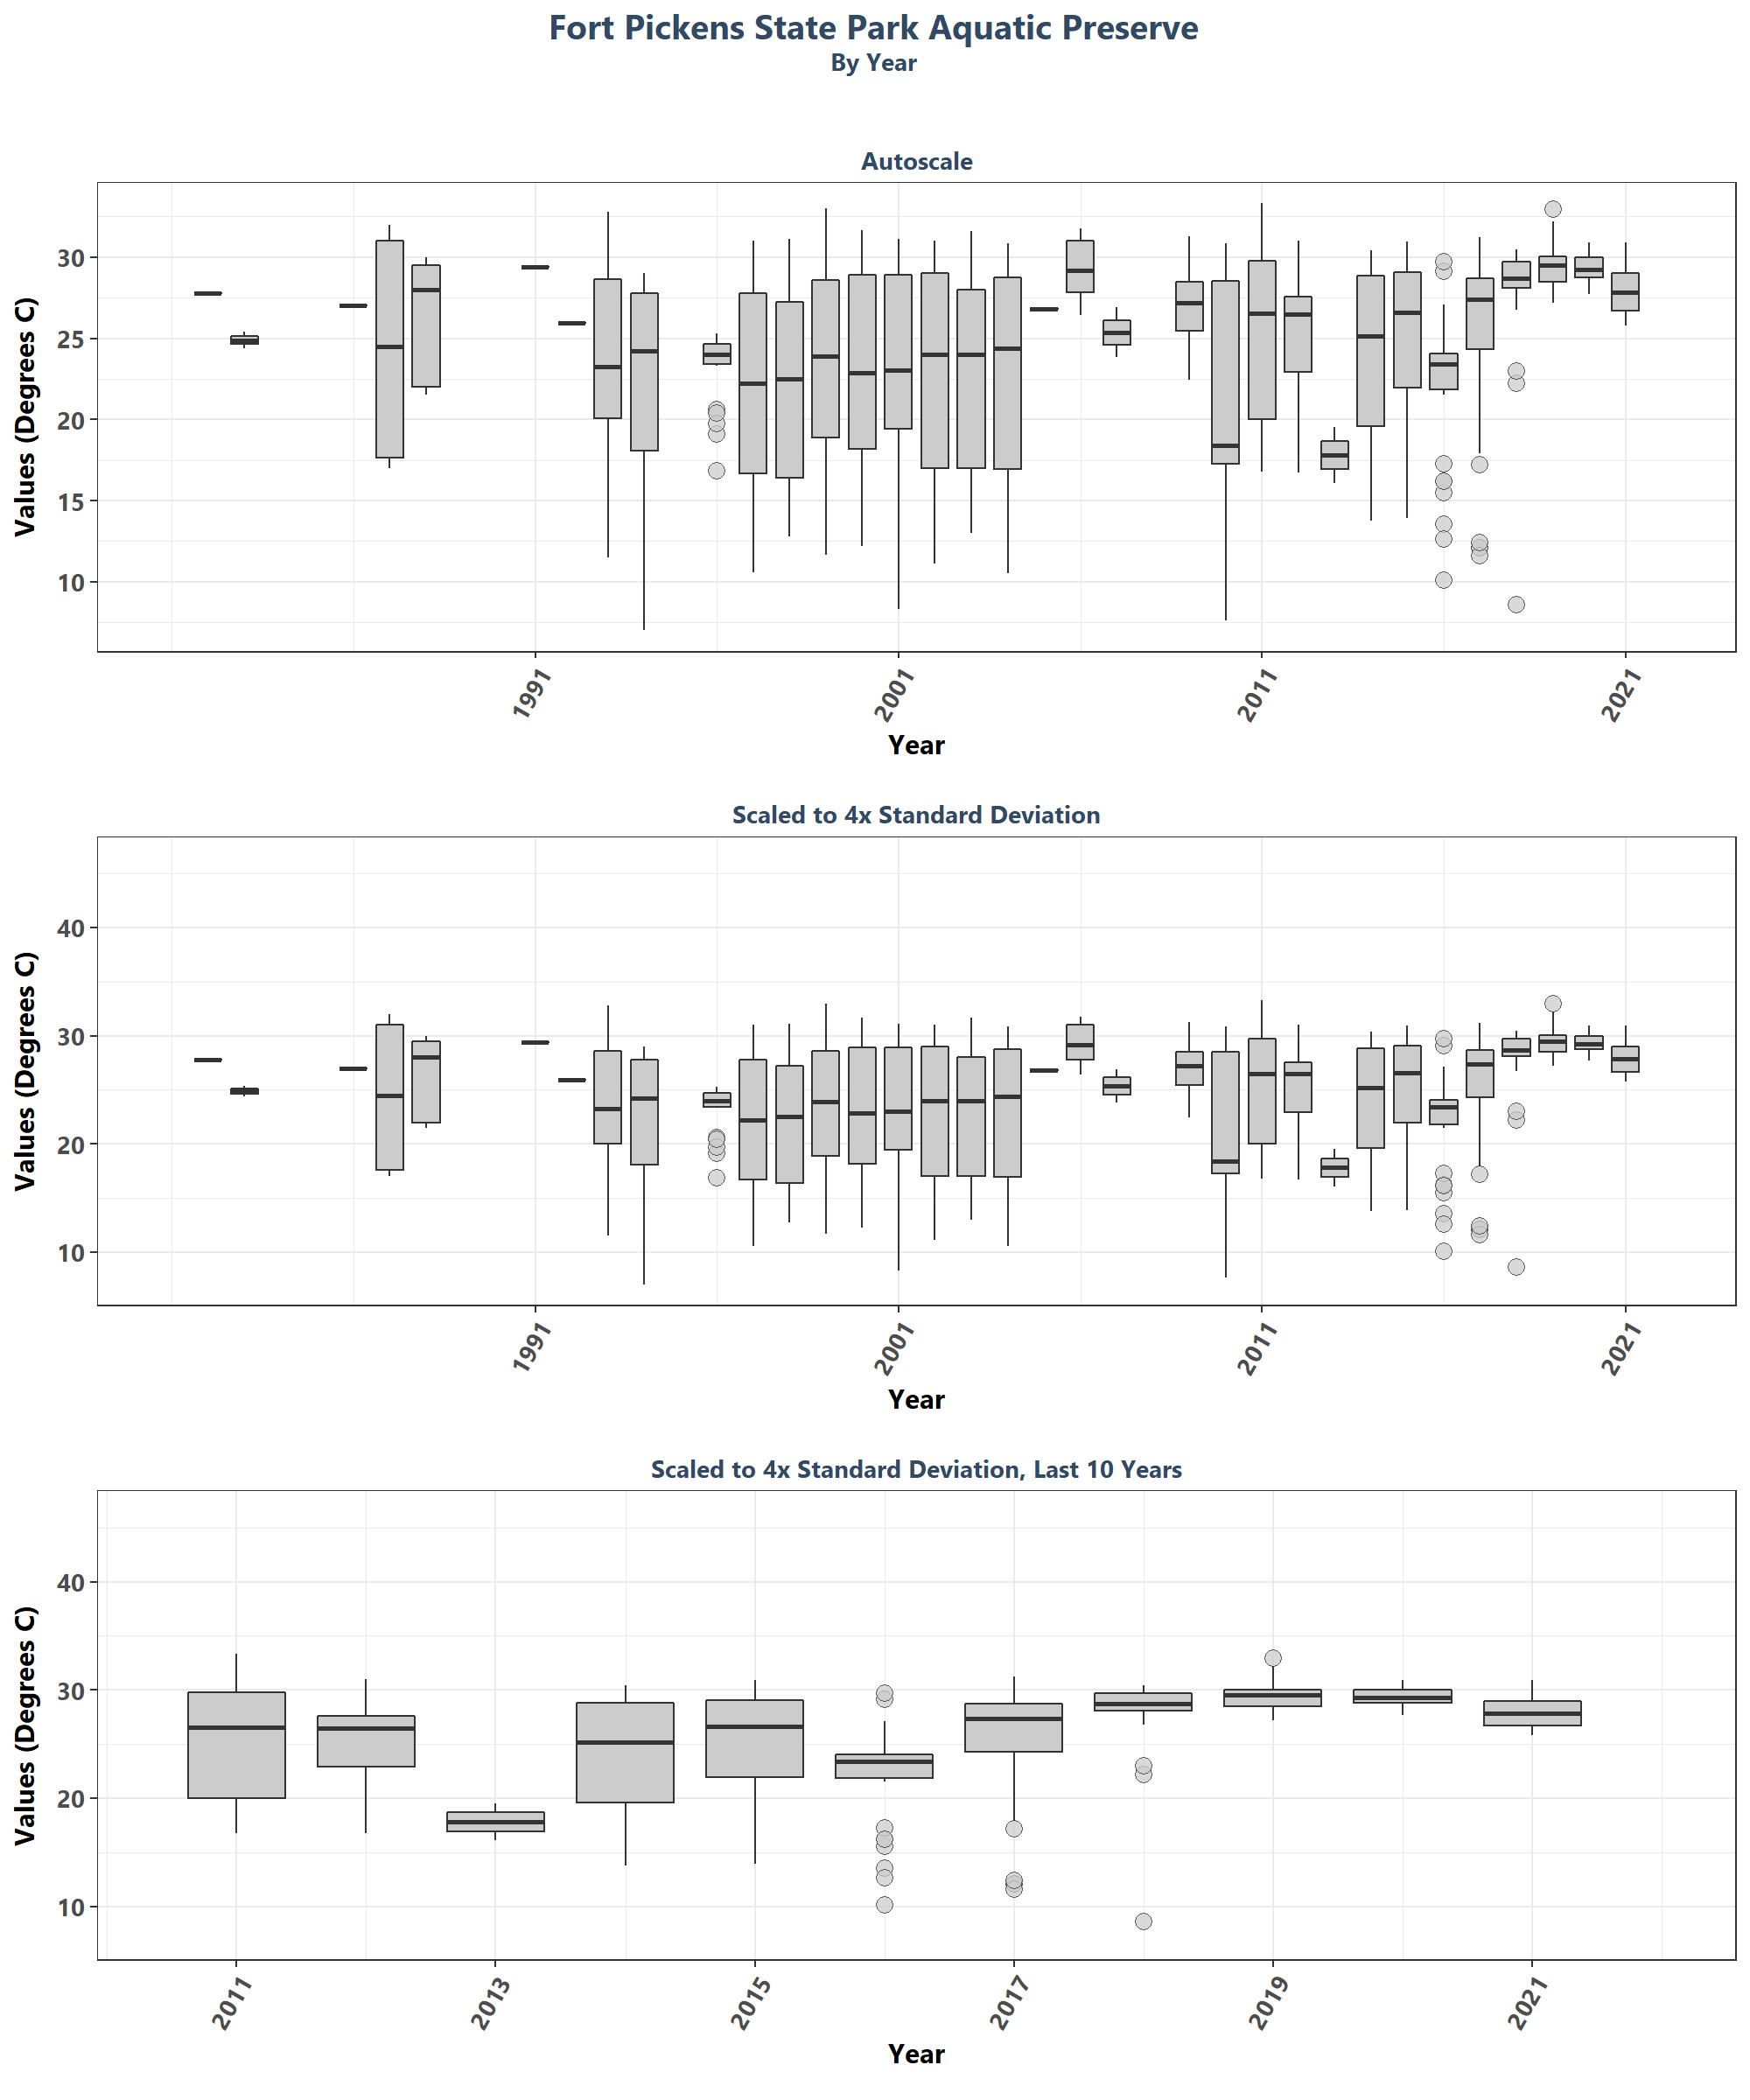 Fort Pickens State Park Aquatic Preserve
By Year
Autoscale
Values (Degrees C)
30
25
20
15
10
1991
2001
2011
2021
Year
Scaled to 4x Standard Deviation
Values (Degrees C)
40
30
20
10
1991
2001
2011
2021
Year
Scaled to 4x Standard Deviation, Last 10 Years
Values (Degrees C)
40
30
20
10
2011
2013
2015
2017
2019
2021
Year